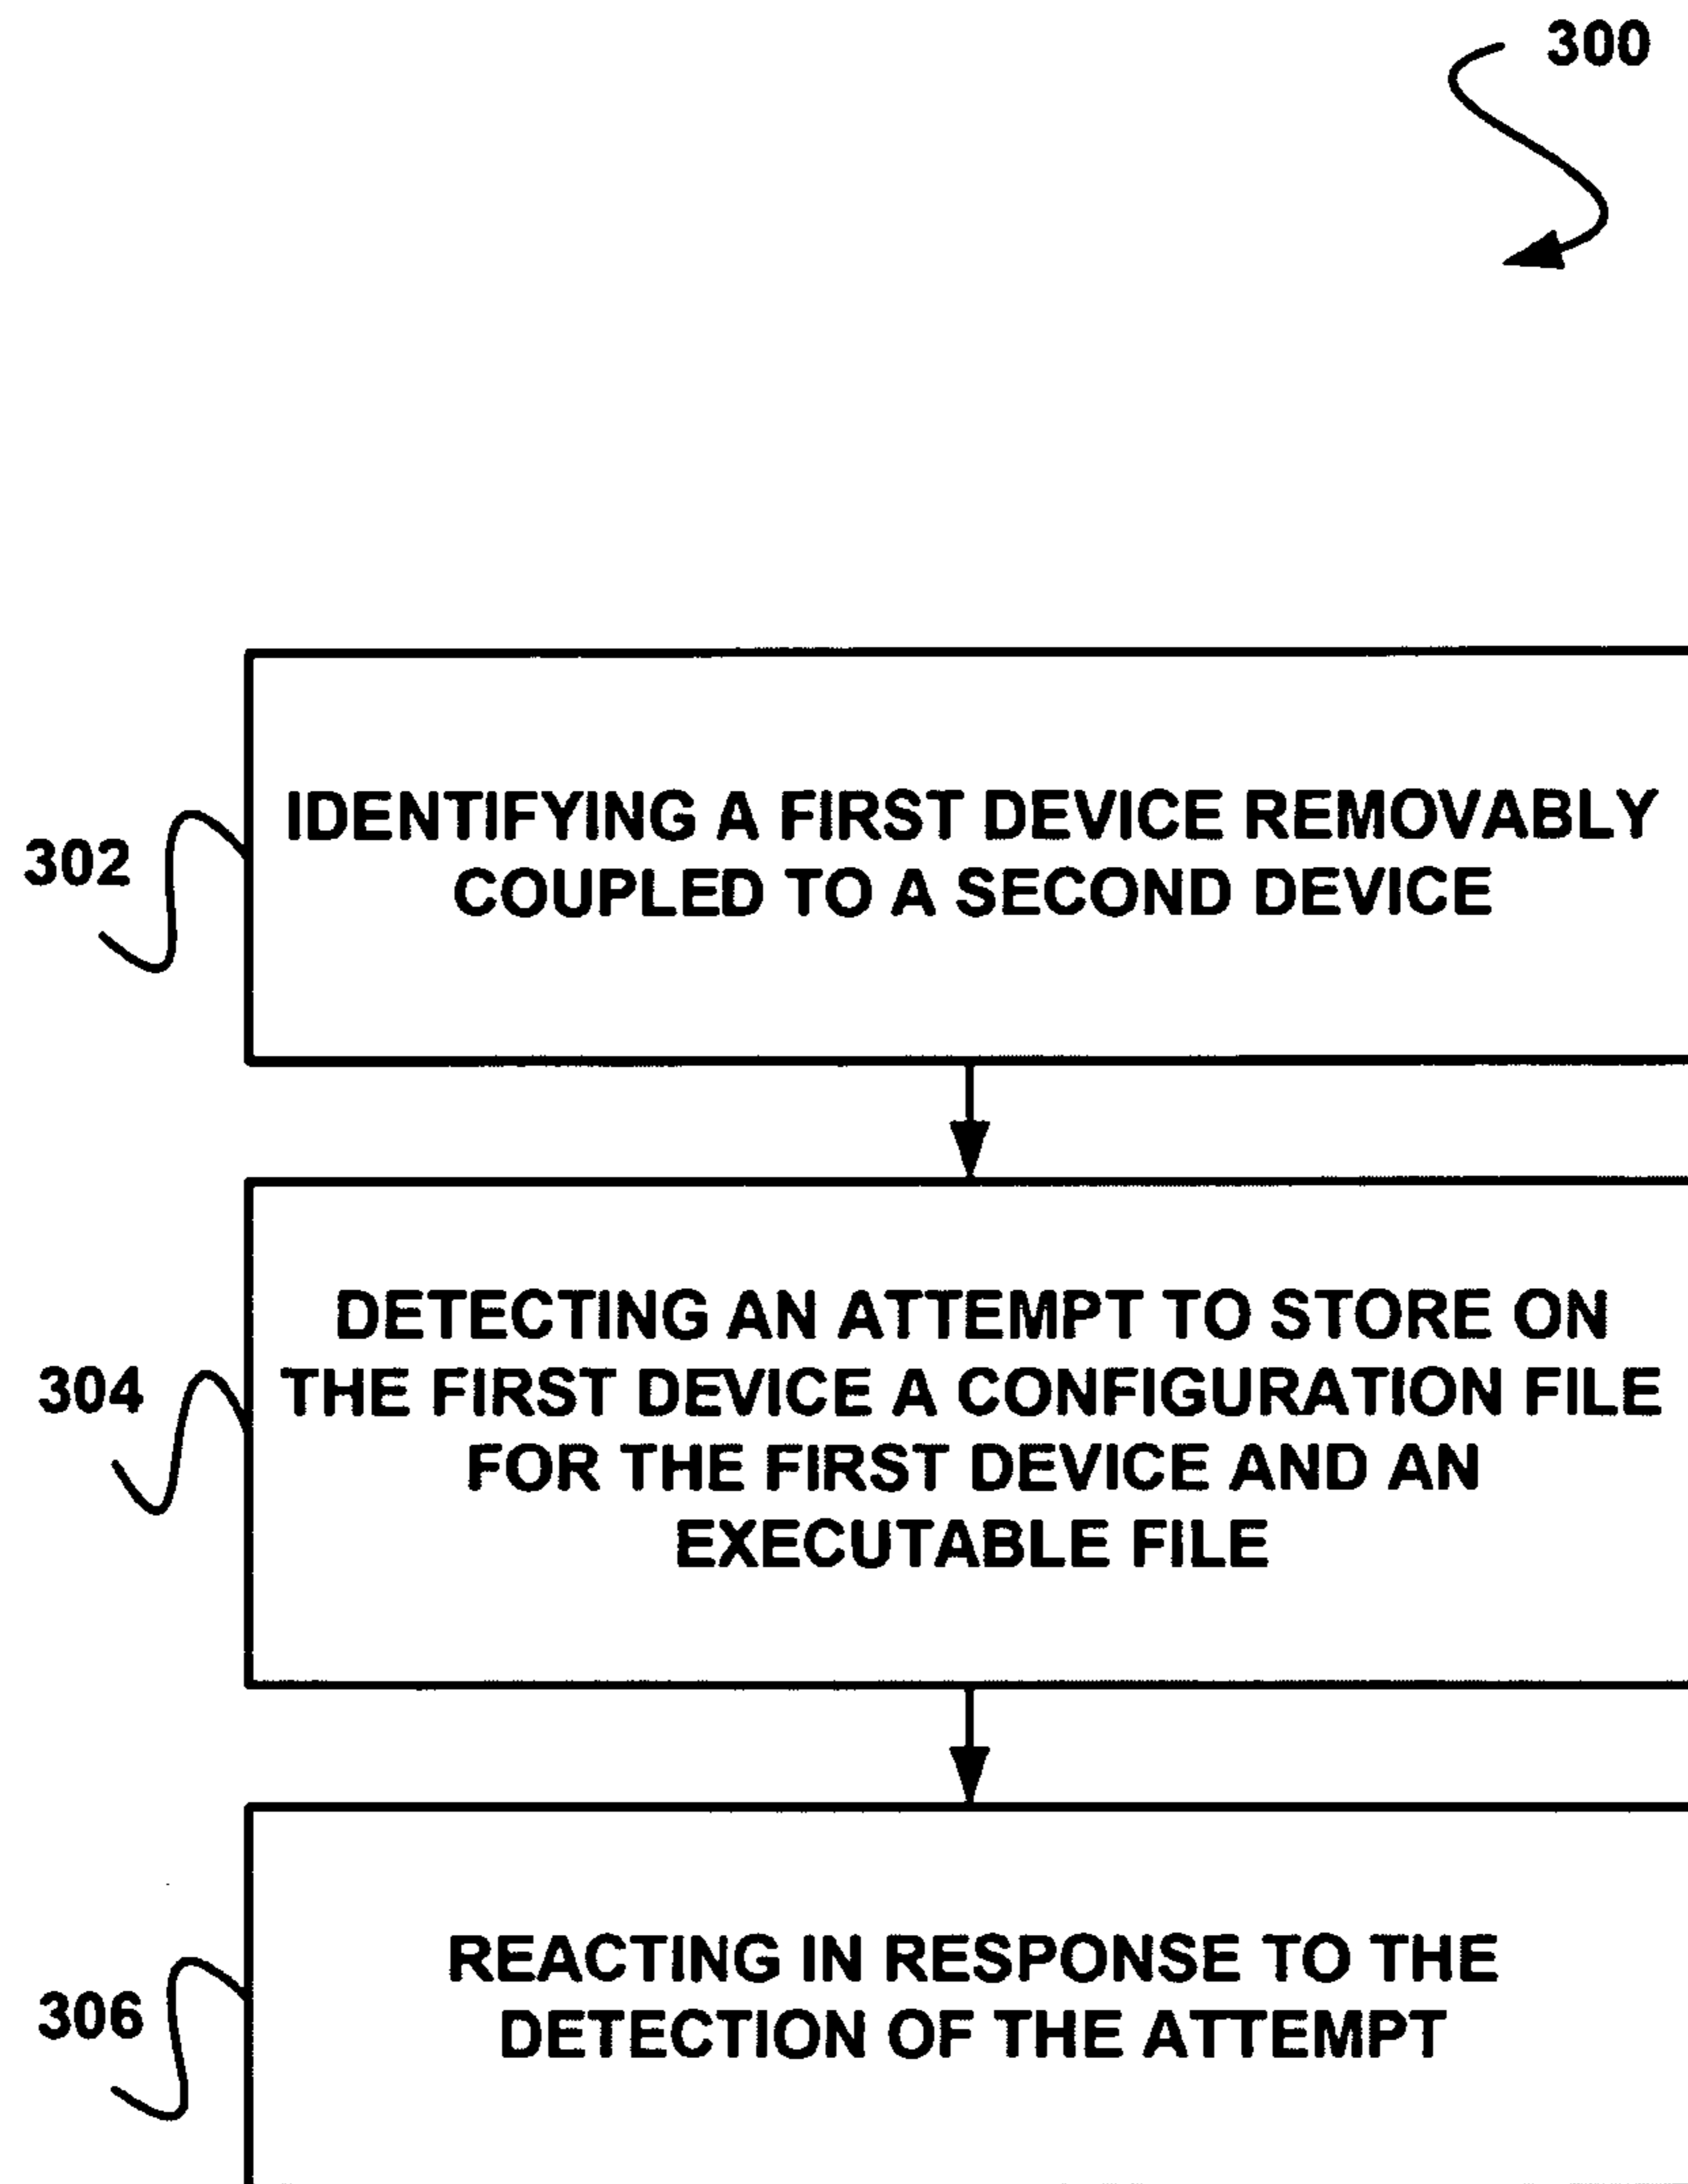 300
302
IDENTIFYING A FIRST DEVICE REMOVABLY
COUPLED TO A SECOND DEVICE
304
DETECTING AN ATTEMPT TO STORE ON
THE FIRST DEVICE A CONFIGURATION FILE
FOR THE FIRST DEVICE AND AN
EXECUTABLE FILE
306
REACTING IN RESPONSE TO THE
DETECTION OF THE ATTEMPT